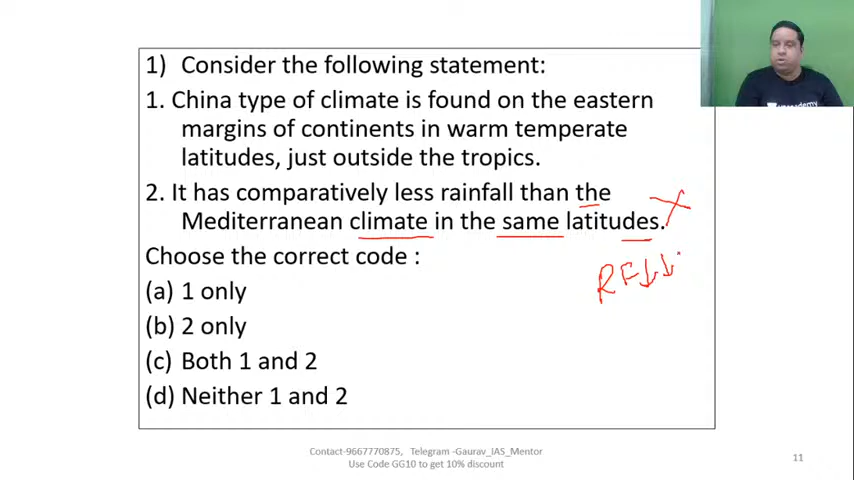 1) Consider the following statement:
1. China type of climate is found on the eastern
margins of continents in warm temperate
latitudes, just outside the tropics.
2. It has comparatively less rainfall than the
Mediterranean climate in the same latitudes.
RF↓↓
Choose the correct code :
(a) 1 only
(b) 2 only
(c) Both 1 and 2
(d) Neither 1 and 2
Contact-9667770875, Telegram -Gaurav_IAS_Mentor
Use Code GG10 to get 10% discount
11